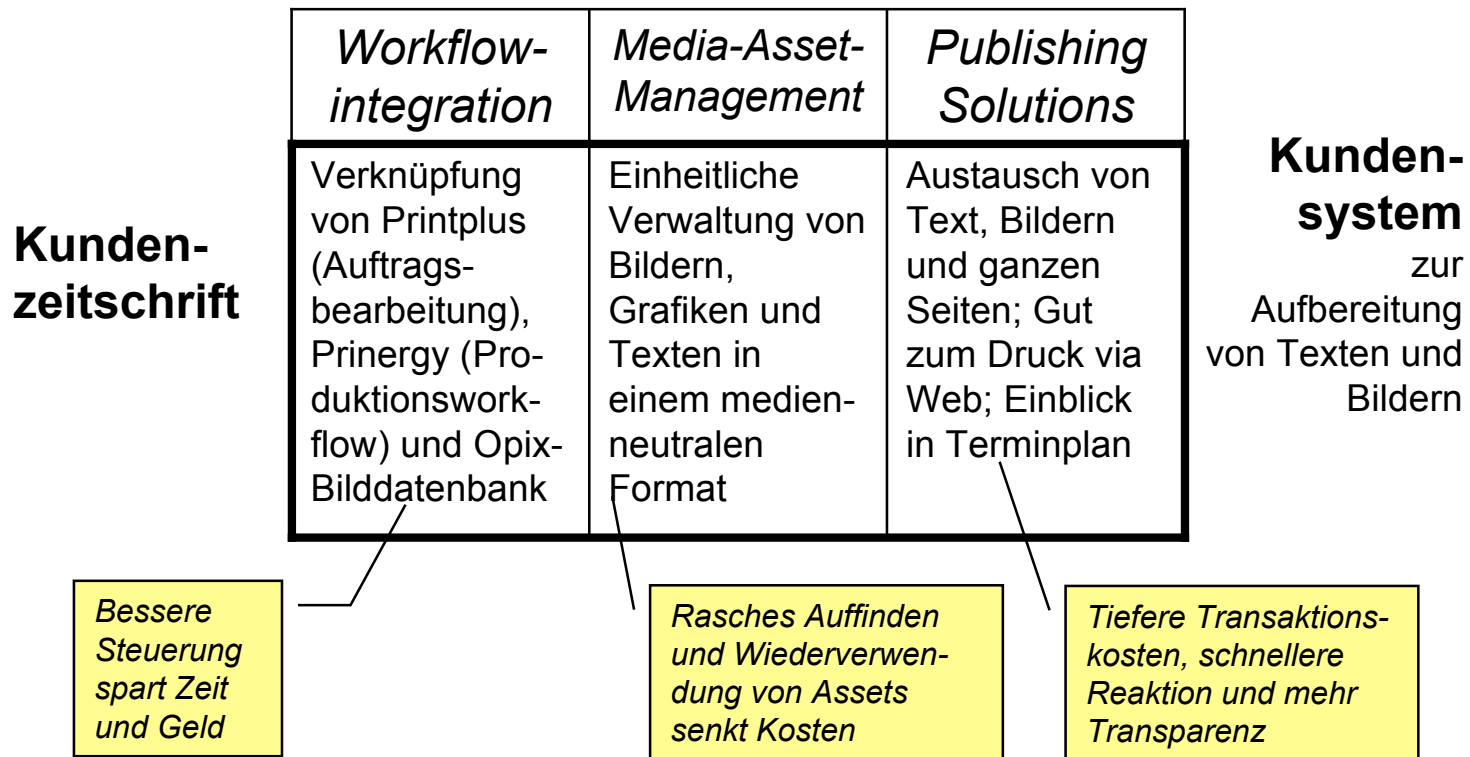 Kunden-
zeitschrift
Workflow-
integration
Verknüpfung
von Printplus
(Auftrags-
bearbeitung),
Prinergy (Pro-
duktionswork-
flow) und Opix-
Bilddatenbank
Media-Asset-
Management
Einheitliche
Verwaltung von
Bildern,
Grafiken und
Texten in
einem medien-
neutralen
Format
Publishing
Solutions
Austausch von
Text, Bildern
und ganzen
Seiten; Gut
zum Druck via
Web; Einblick
in Terminplan
Kunden-
system
zur
Aufbereitung
von Texten und
Bildern
Bessere
Steuerung
spart Zeit
und Geld
Rasches Auffinden
und Wiederverwen-
dung von Assets
senkt Kosten
Tiefere Transaktions-
kosten, schnellere
Reaktion und mehr
Transparenz